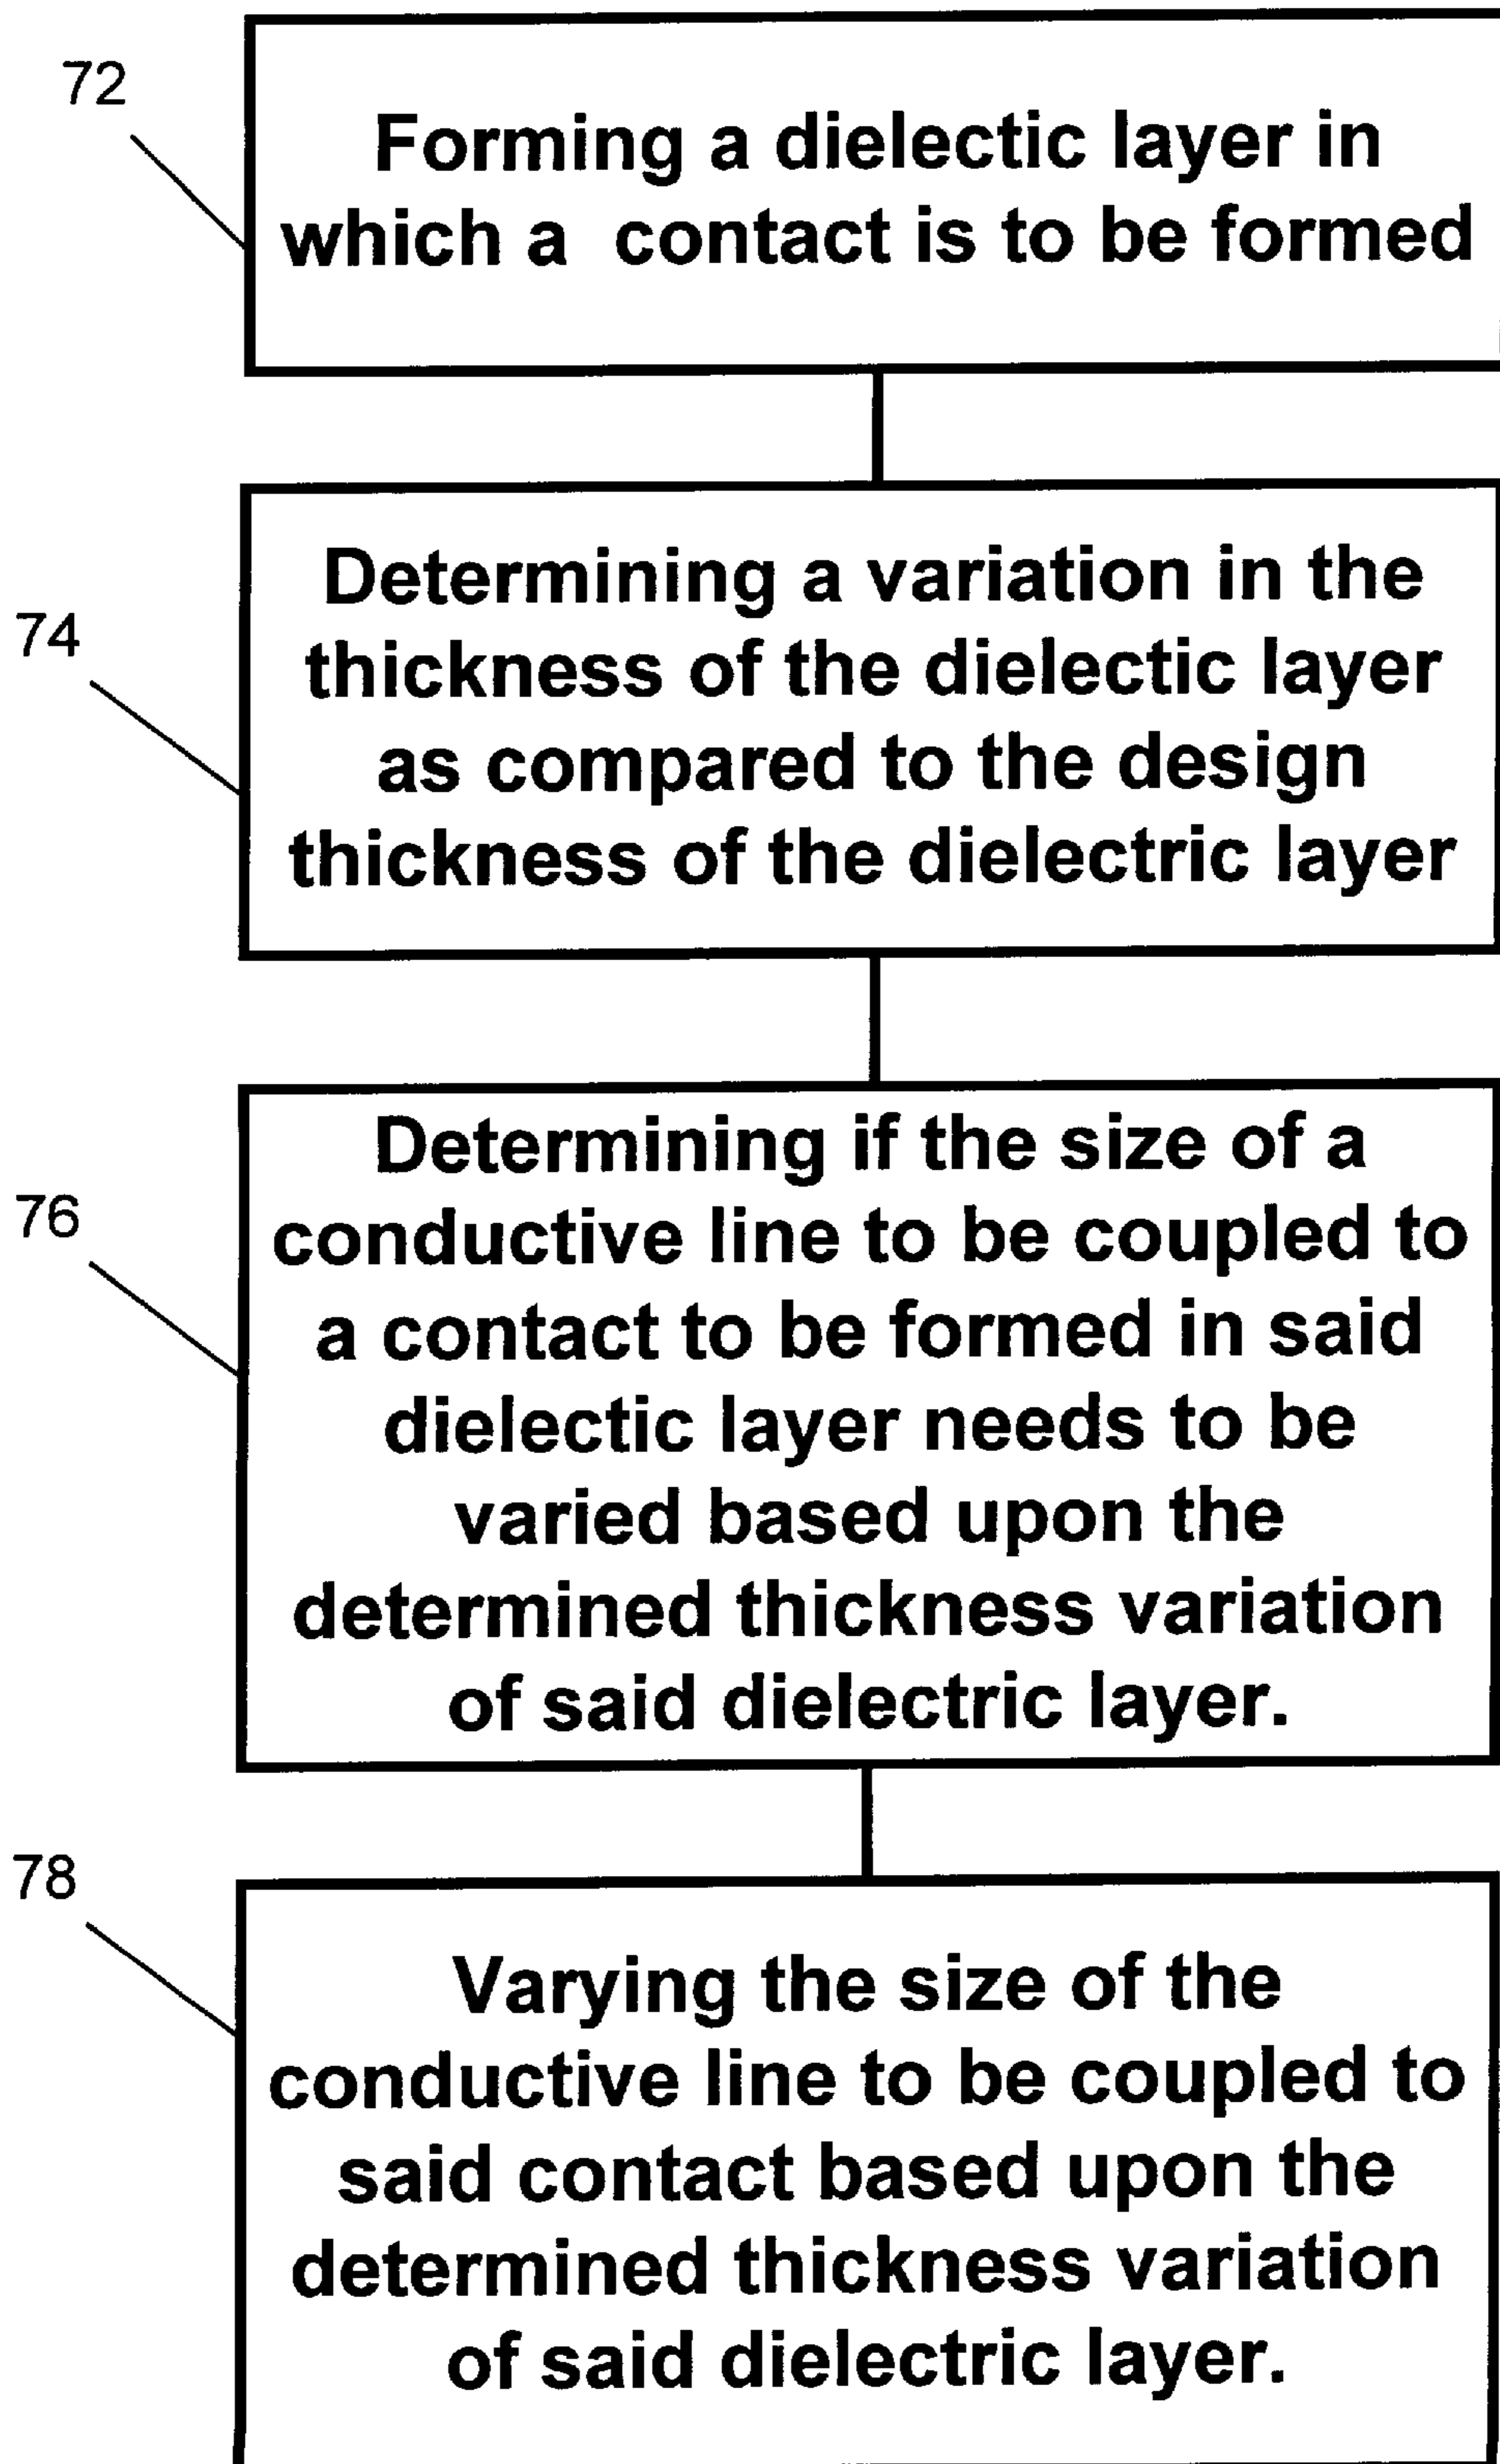 72
Forming a dielectic layer in
which a contact is to be formed
74
Determining a variation in the
thickness of the dielectic layer
as compared to the design
thickness of the dielectric layer
76
Determining if the size of a
conductive line to be coupled to
a contact to be formed in said
dielectic layer needs to be
varied based upon the
determined thickness variation
of said dielectric layer.
78
Varying the size of the
conductive line to be coupled to
said contact based upon the
determined thickness variation
of said dielectric layer.